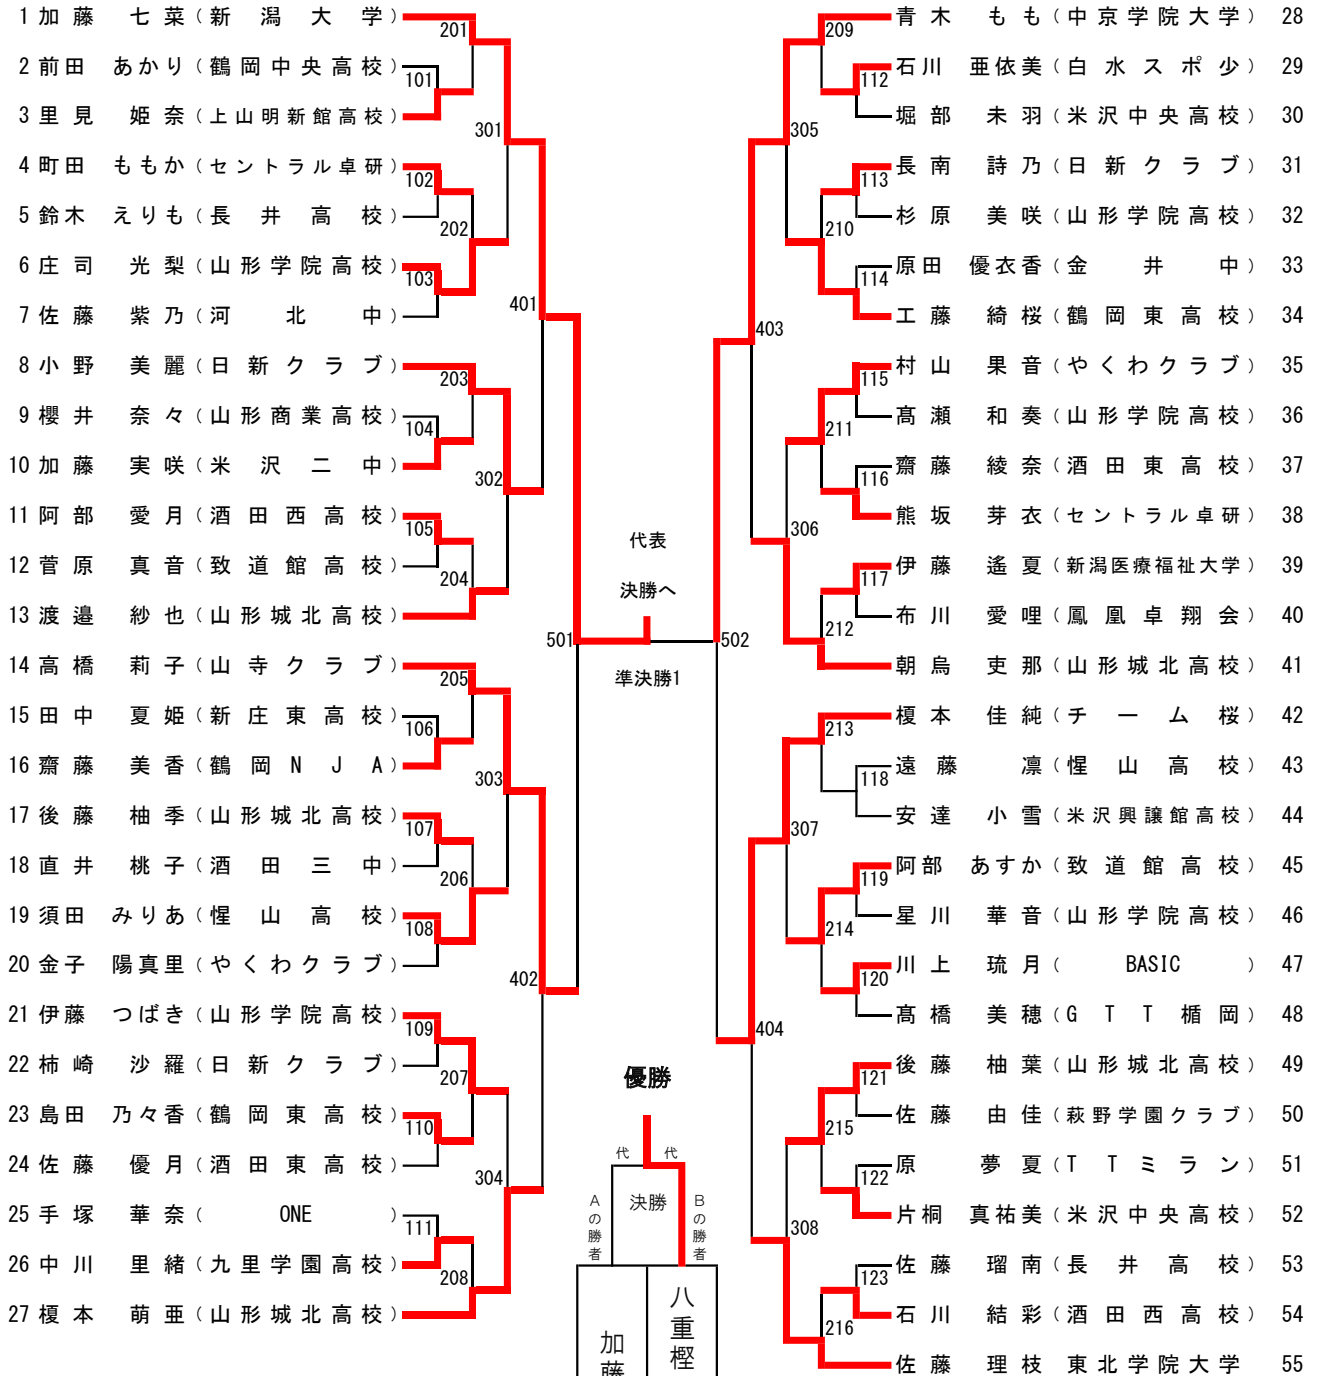 1 加藤 七菜（新潟大学）
2 前田 あかり（鶴岡中央高校）
3 里見 姫奈（上山明新館高校）
4 町田 ももか（セントラル卓研）
5 鈴木 えりも（長井高校）
6 庄司 光梨（山形学院高校）
7 佐藤 紫乃（河北中）
8 小野 美麗（日新クラブ）
9 櫻井 奈々（山形商業高校）
10 加藤 実咲（米沢二中）
11 阿部 愛月（酒田西高校）
12 菅原 真音（致道館高校）
13 渡邉 紗也（山形城北高校）
14 高橋 莉子（山寺クラブ）
15 田中 夏姫（新庄東高校）
16 齋藤 美香（鶴岡ＮＪＡ）
17 後藤 柚季（山形城北高校）
18 直井 桃子（酒田三中）
19 須田 みりあ（惺山高校）
20 金子 陽真里（やくわクラブ）
21 伊藤 つばき（山形学院高校）
22 柿崎 沙羅（日新クラブ）
23 島田 乃々香（鶴岡東高校）
24 佐藤 優月（酒田東高校）
25 手塚 華奈（ONE）
26 中川 里緒（九里学園高校）
27 榎本 萌亜（山形城北高校）
101
102
103
104
105
106
107
108
109
110
111
201
202
203
204
205
206
207
208
301
302
303
304
401
402
501
代表
決勝へ
準決勝1
502
優勝
代 代
決勝
Aの勝者
Bの勝者
加藤
八重樫
403
404
305
306
307
308
209
210
211
212
213
214
215
216
112
113
114
115
116
117
118
119
120
121
122
123
青木 もも（中京学院大学） 28
石川 亜依美（白水スポ少） 29
堀部 未羽（米沢中央高校） 30
長南 詩乃（日新クラブ） 31
杉原 美咲（山形学院高校） 32
原田 優衣香（金井中） 33
工藤 綺桜（鶴岡東高校） 34
村山 果音（やくわクラブ） 35
髙瀬 和奏（山形学院高校） 36
齋藤 綾奈（酒田東高校） 37
熊坂 芽衣（セントラル卓研） 38
伊藤 遙夏（新潟医療福祉大学） 39
布川 愛哩（鳳凰卓翔会） 40
朝烏 吏那（山形城北高校） 41
榎本 佳純（チーム桜） 42
遠藤 凛（惺山高校） 43
安達 小雪（米沢興譲館高校） 44
阿部 あすか（致道館高校） 45
星川 華音（山形学院高校） 46
川上 琉月（BASIC） 47
髙橋 美穂（ＧＴＴ楯岡） 48
後藤 柚葉（山形城北高校） 49
佐藤 由佳（萩野学園クラブ） 50
原 夢夏（ＴＴミラン） 51
片桐 真祐美（米沢中央高校） 52
佐藤 瑠南（長井高校） 53
石川 結彩（酒田西高校） 54
佐藤 理枝 東北学院大学 55